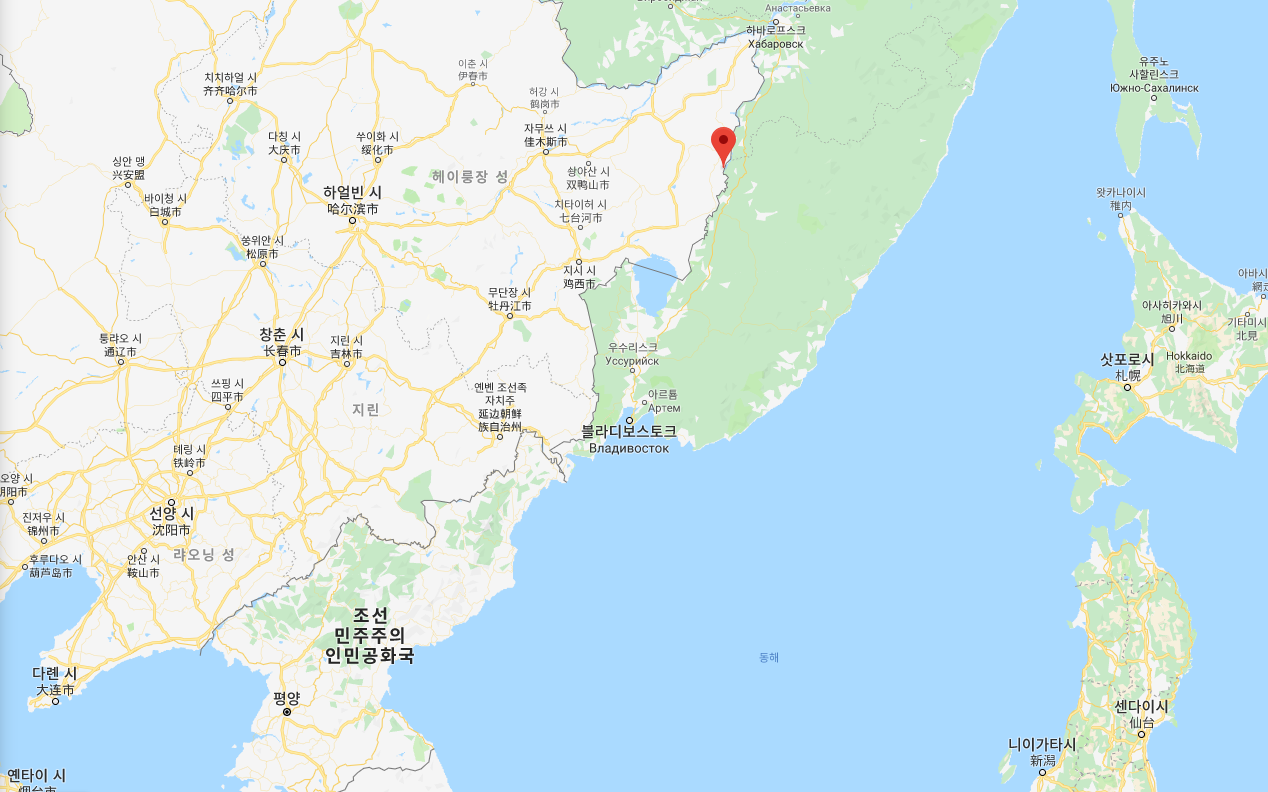 Анастасьевка
하바로프스크
Хабаровск
유주노
사할린스크
Южно-Сахалинск
이춘 시
伊春市
치치하얼 시
齐齐哈尔市
허강 시
鹤岗市
자무쓰 시
佳木斯市
다칭 시
大庆市
쑤이화 시
绥化市
싱안 맹
兴安盟
헤이룽장 성
솽야산 시
双鸭山市
하얼빈 시
哈尔滨市
바이청 시
白城市
치타이허 시
七台河市
왓카나이시
稚内
쑹위안 시
松原市
지시 시
鸡西市
무단장 시
牡丹江市
아바시
아사히카와시
旭川
기타미시
北見
퉁랴오 시
通辽市
창춘 시
长春市
지린 시
吉林市
우수리스크
Уссурийск
삿포로시
札幌
Hokkaido
北海道
쓰핑 시
四平市
지린
옌볜 조선족
자치주
延边朝鲜
族自治州
아르튬
Артем
블라디보스토크
Владивосток
톄링 시
铁岭市
오양 시
朝阳市
선양 시
沈阳市
진저우 시
锦州市
랴오닝 성
후루다오 시
葫芦岛市
안산 시
鞍山市
조선
민주주의
인민공화국
동해
다롄 시
大连市
평양
센다이시
仙台
니이가타시
新潟
옌타이 시
烟台市